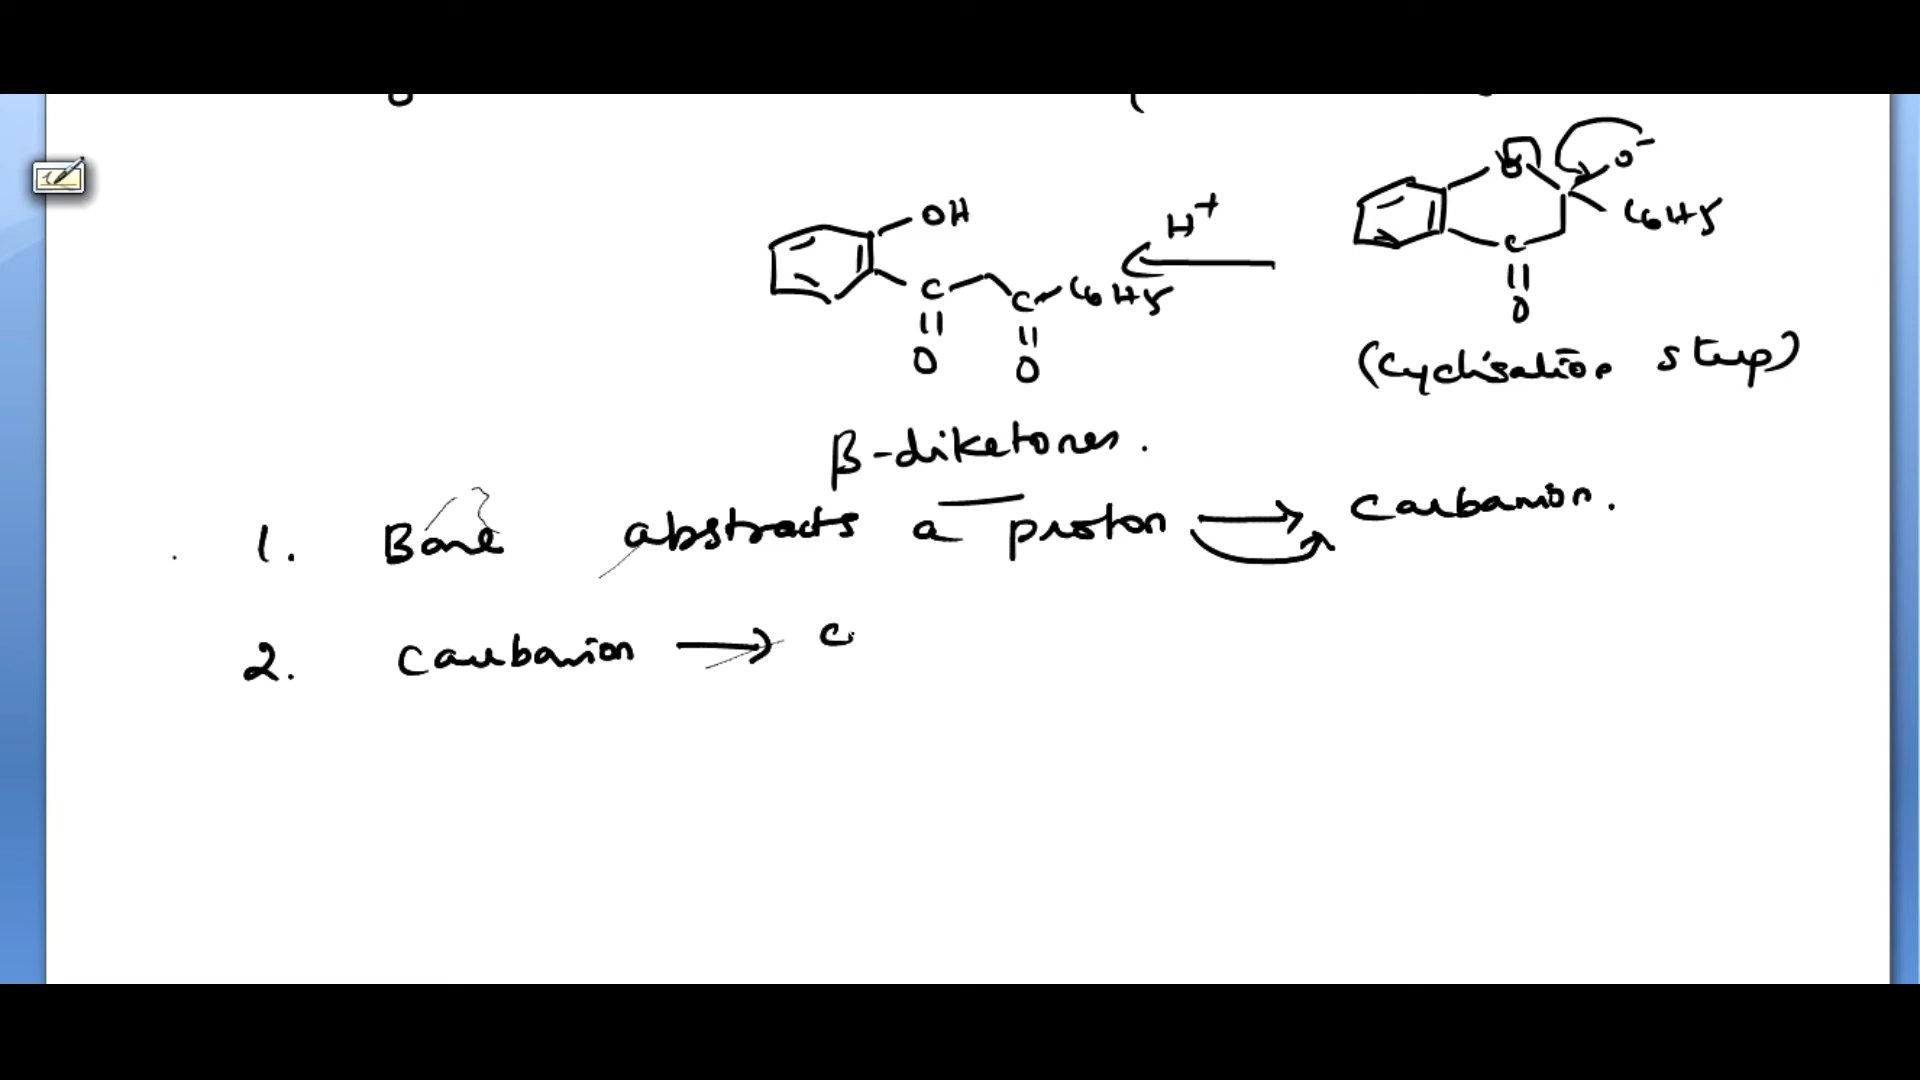 O O⁻
OH H⁺ C6H5
C C C6H5 C
O O O
(Cyclisation step)
β-diketones.
1. Base abstracts a proton → Carbanion.
2. Carbanion → C